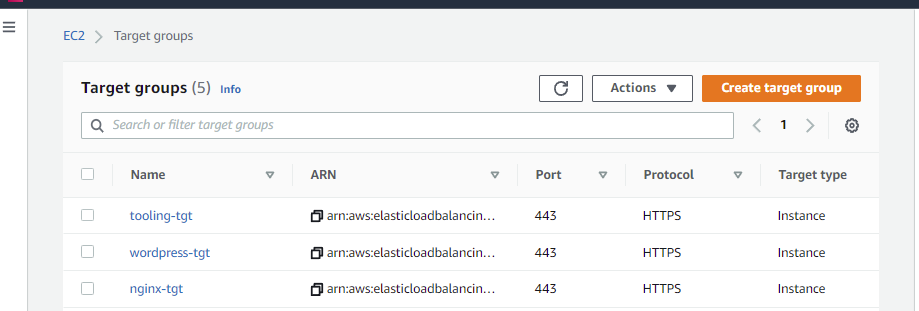 EC2 > Target groups
Target groups (5) Info Actions Create target group
Search or filter target groups 1
Name ARN Port Protocol Target type
tooling-tgt arn:aws:elasticloadbalancin... 443 HTTPS Instance
wordpress-tgt arn:aws:elasticloadbalancin... 443 HTTPS Instance
nginx-tgt arn:aws:elasticloadbalancin... 443 HTTPS Instance